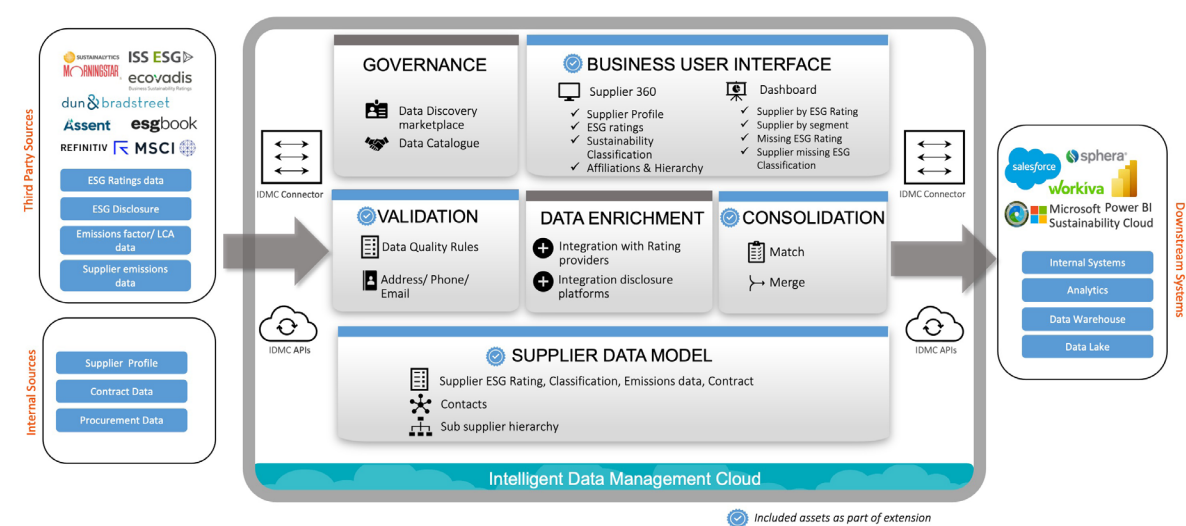 Third Party Sources
SUSTAINALYTICS
ISS ESG
MORNINGSTAR
ecovadis
Business Sustainability Ratings
dun & bradstreet
Assent
esgbook
REFINITIV
MSCI
ESG Ratings data
ESG Disclosure
Emissions factor/ LCA
data
Supplier emissions
data
Internal Sources
Supplier Profile
Contract Data
Procurement Data
IDMC Connector
IDMC APIs
GOVERNANCE
Data Discovery
marketplace
Data Catalogue
BUSINESS USER INTERFACE
Supplier 360
✓ Supplier Profile
✓ ESG ratings
✓ Sustainability
Classification
✓ Affiliations & Hierarchy
Dashboard
✓ Supplier by ESG Rating
✓ Supplier by segment
✓ Missing ESG Rating
✓ Supplier missing ESG
Classification
VALIDATION
Data Quality Rules
Address/ Phone/
Email
DATA ENRICHMENT
Integration with Rating
providers
Integration disclosure
platforms
CONSOLIDATION
Match
Merge
SUPPLIER DATA MODEL
Supplier ESG Rating, Classification, Emissions data, Contract
Contacts
Sub supplier hierarchy
Intelligent Data Management Cloud
IDMC Connector
IDMC APIs
Downstream Systems
salesforce
sphera
workiva
Microsoft Power BI
Sustainability Cloud
Internal Systems
Analytics
Data Warehouse
Data Lake
Included assets as part of extension